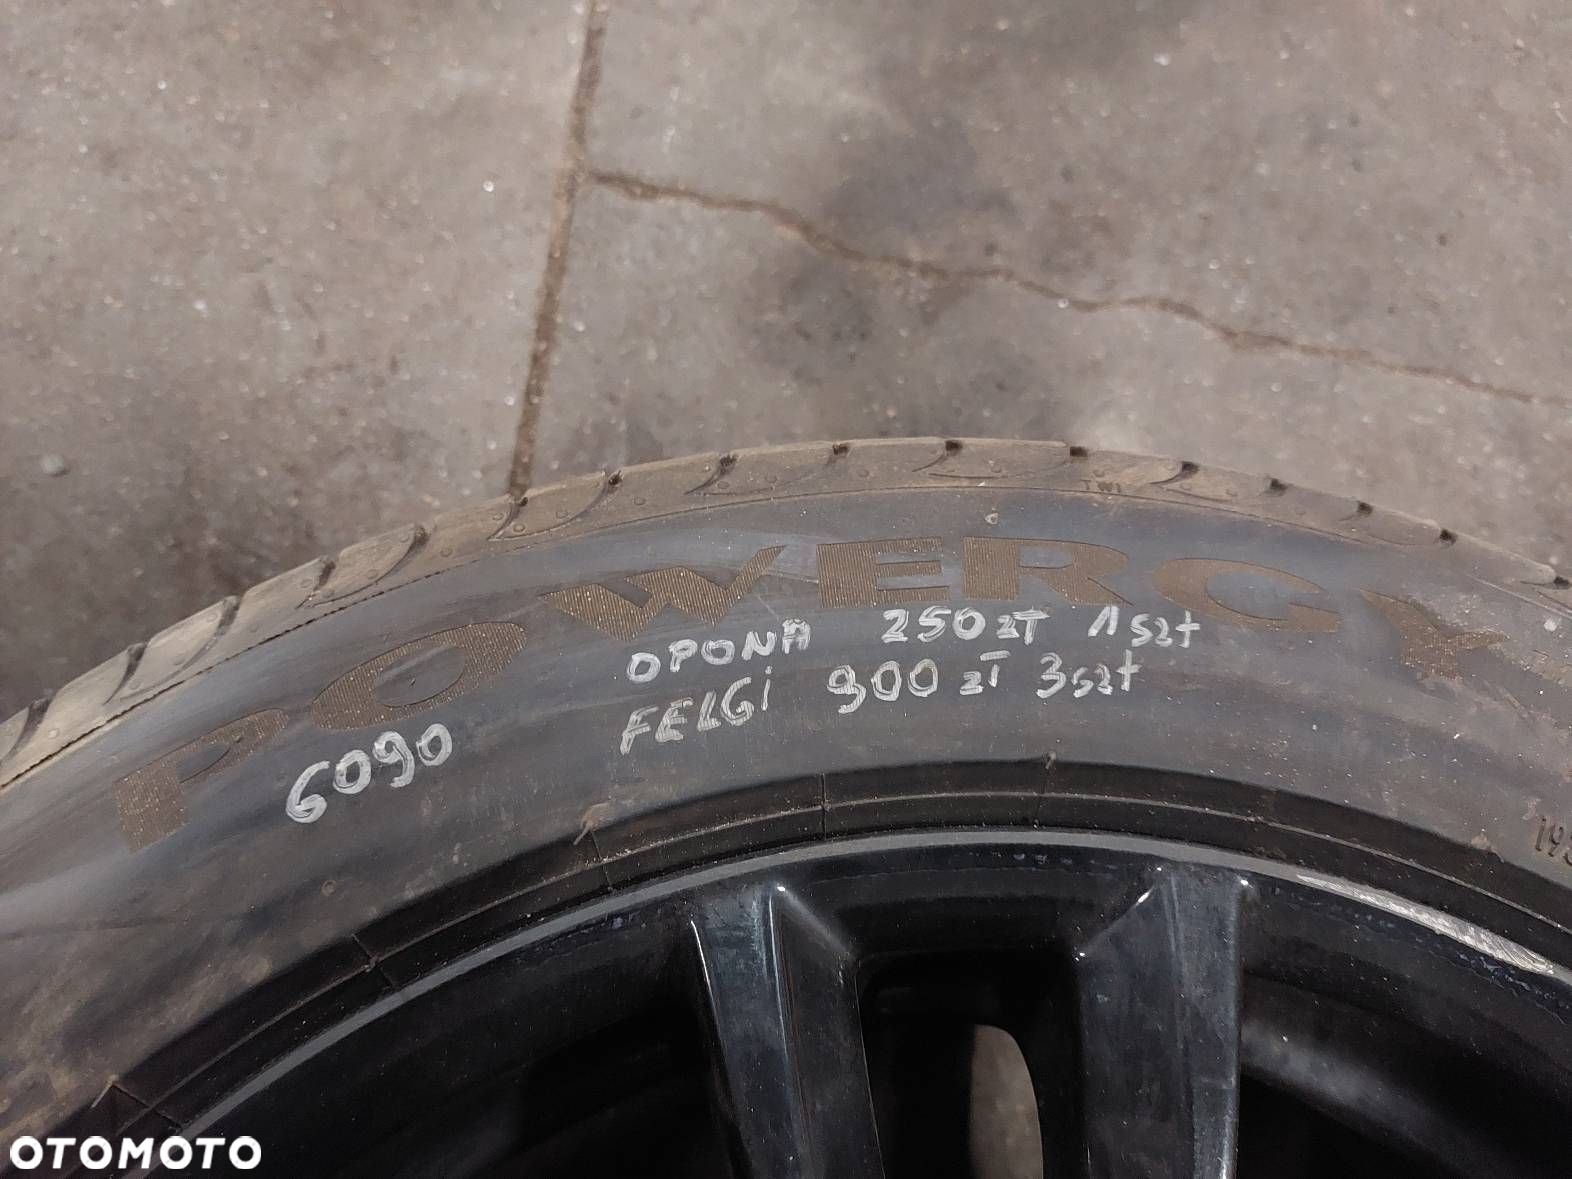 TWI
POWERGY
OPONA 250 zł 1 szt
FELGi 900 zł 3 szt
6090
OTOMOTO